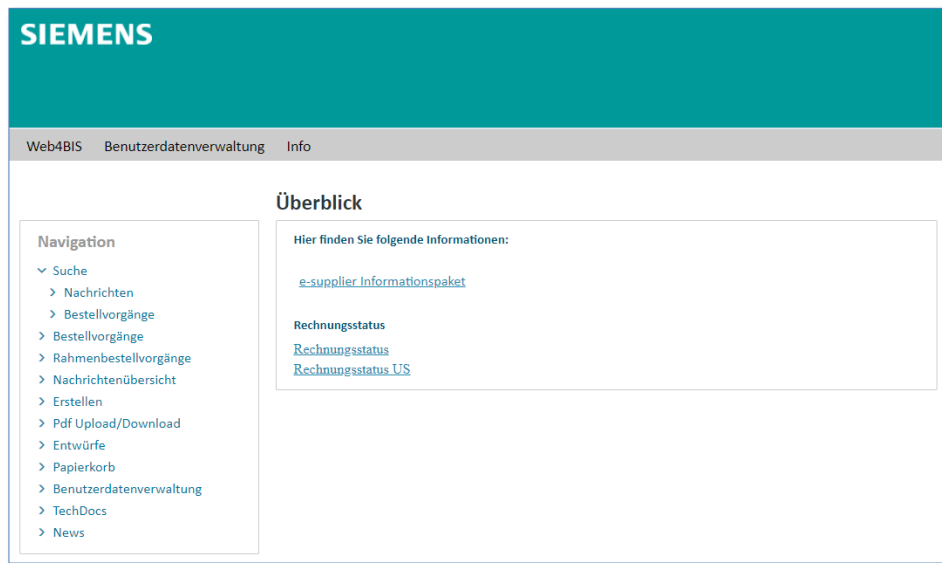 SIEMENS
Web4BIS Benutzerdatenverwaltung Info
Überblick
Navigation
Suche
Nachrichten
Bestellvorgänge
Bestellvorgänge
Rahmenbestellvorgänge
Nachrichtenübersicht
Erstellen
Pdf Upload/Download
Entwürfe
Papierkorb
Benutzerdatenverwaltung
TechDocs
News
Hier finden Sie folgende Informationen:
e-supplier Informationspaket
Rechnungsstatus
Rechnungsstatus
Rechnungsstatus US